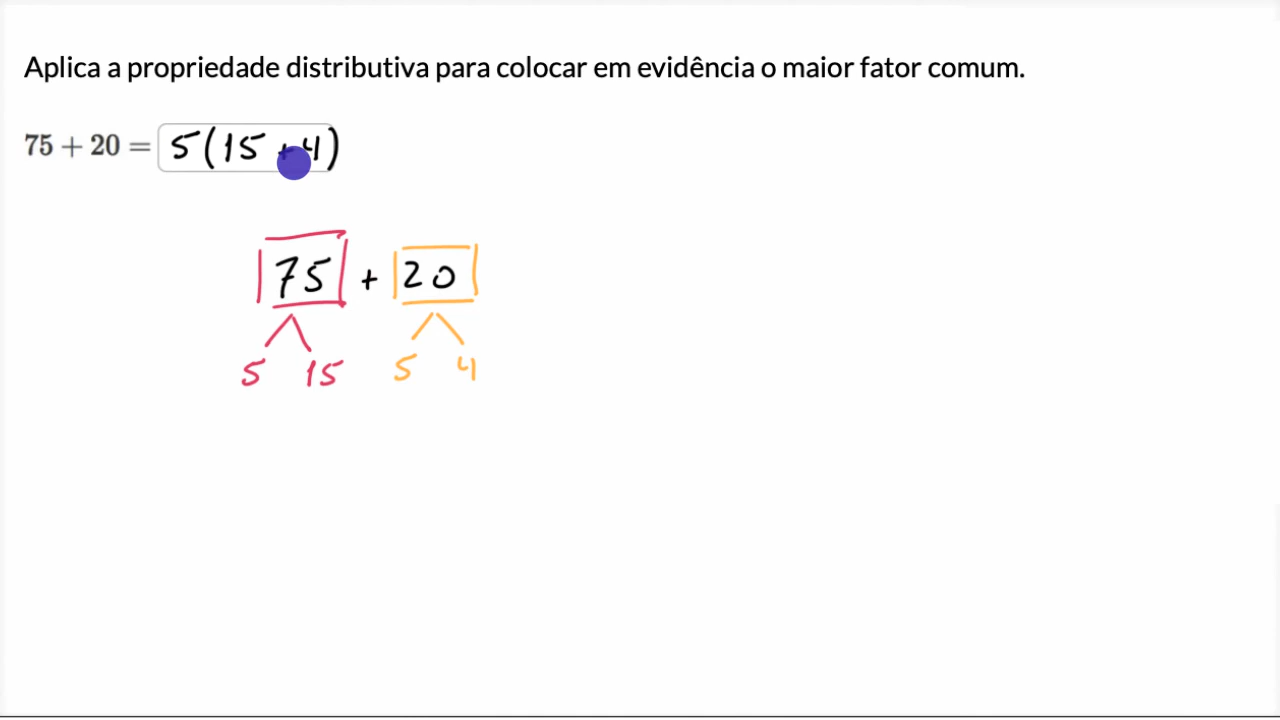 Aplica a propriedade distributiva para colocar em evidência o maior fator comum.
75 + 20 = 5(15 + 4)
75 + 20
5 15 5 4